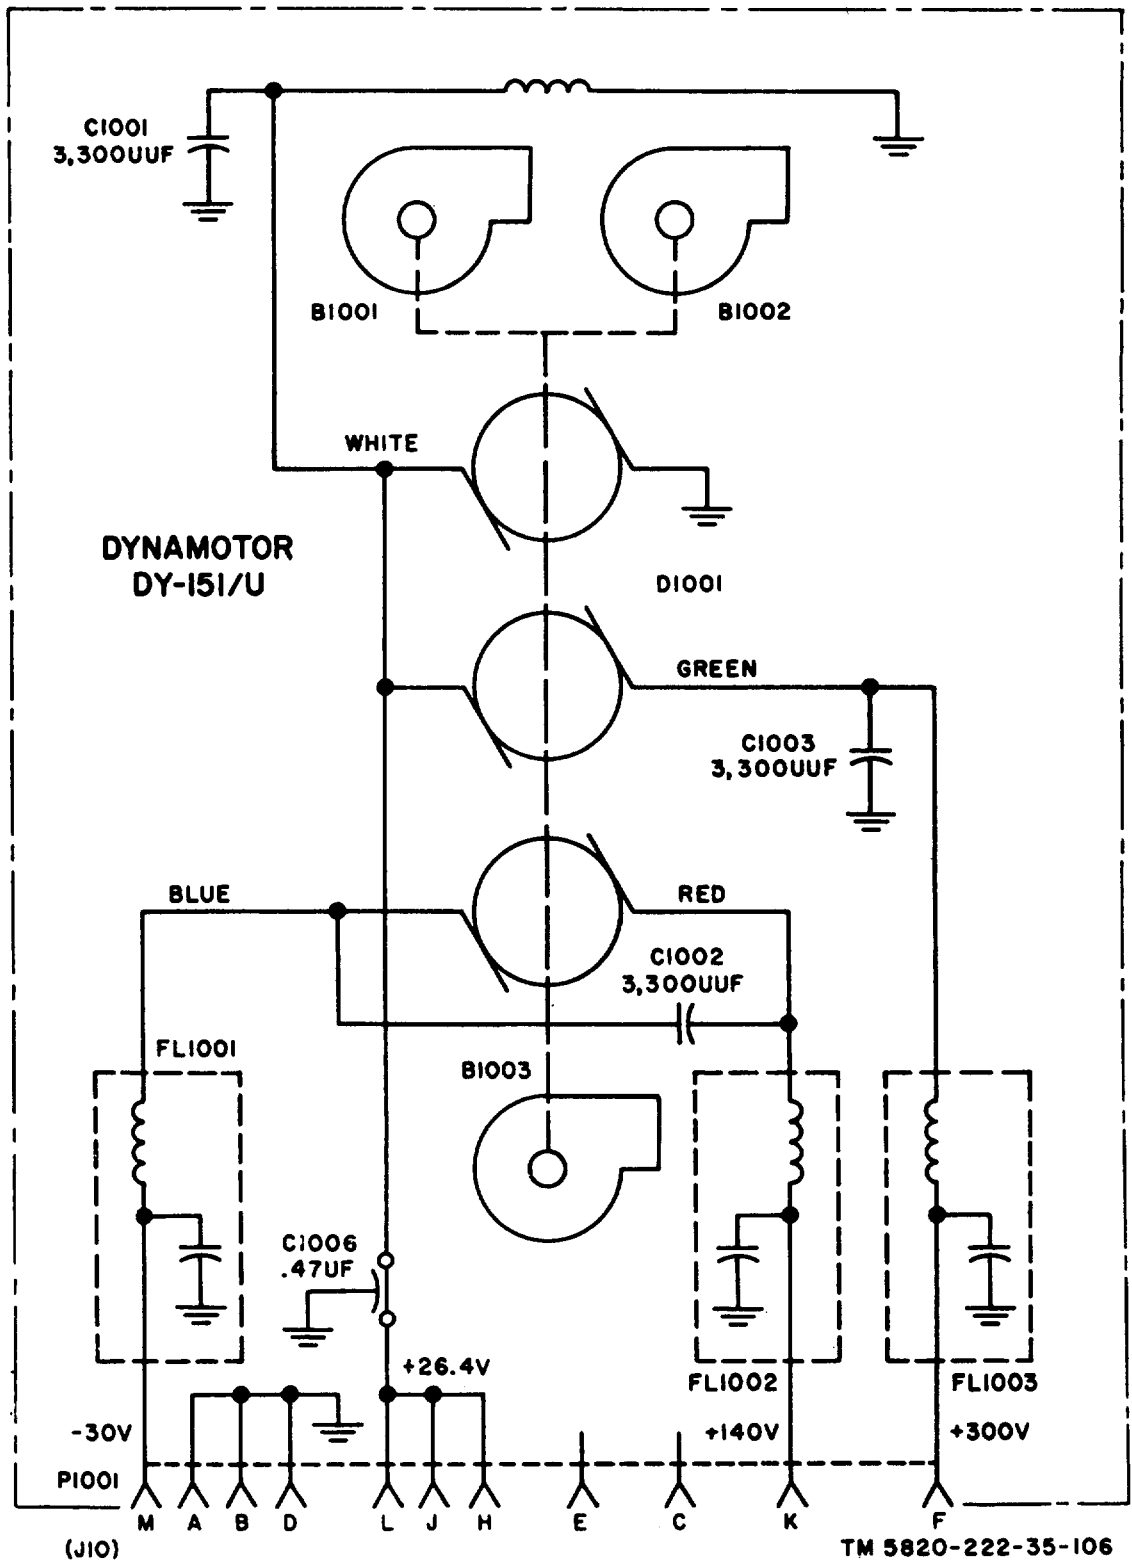 C1001
3,300UUF
B1001
B1002
WHITE
DYNAMOTOR
DY-151/U
D1001
GREEN
C1003
3,300UUF
BLUE
RED
C1002
3,300UUF
FL1001
B1003
C1006
.47UF
+26.4V
FL1002
FL1003
-30V
+140V
+300V
P1001
M A B D L J H E C K F
(J10)
TM 5820-222-35-106